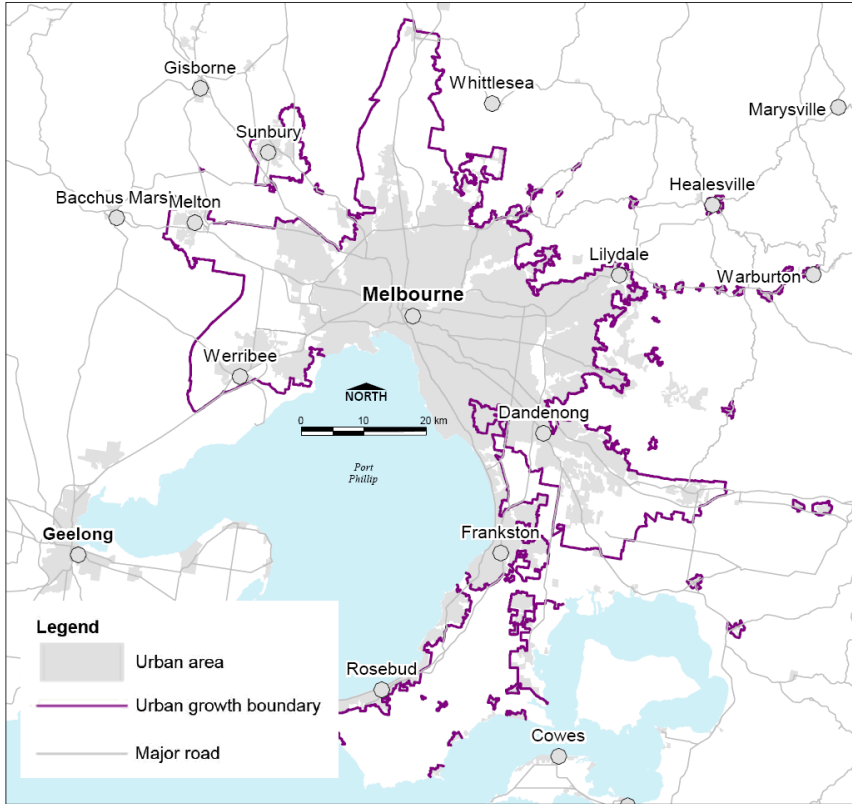 Gisborne
Whittlesea
Marysville
Sunbury
Healesville
Bacchus Mars
Melton
Lilydale
Warburton
Melbourne
Werribee
NORTH
0 10 20 km
Dandenong
Port
Phillip
Geelong
Frankston
Legend
Urban area
Rosebud
Urban growth boundary
Major road
Cowes